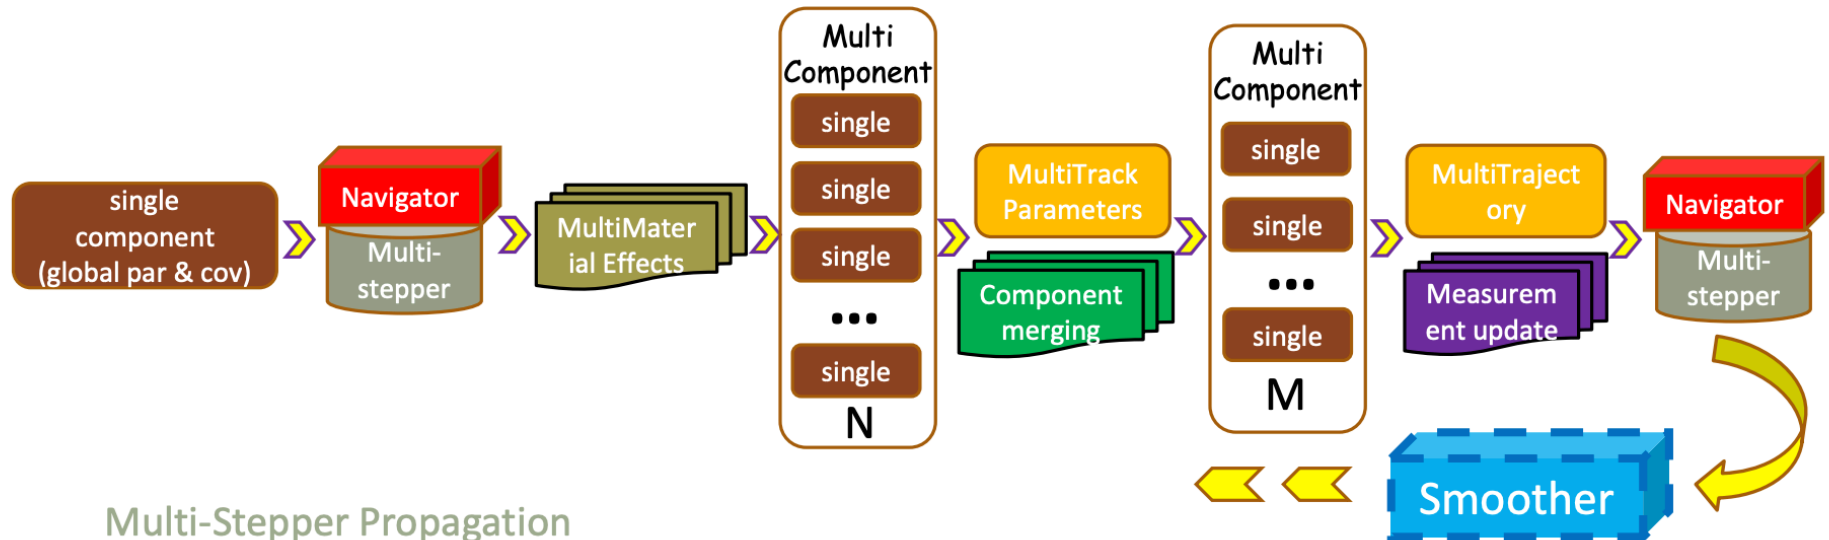 single
component
(global par & cov)
Navigator
Multi-
stepper
MultiMater
ial Effects
Multi
Component
single
single
single
...
single
N
MultiTrack
Parameters
Component
merging
Multi
Component
single
single
...
single
M
MultiTraject
ory
Measurem
ent update
Navigator
Multi-
stepper
Smoother
Multi-Stepper Propagation